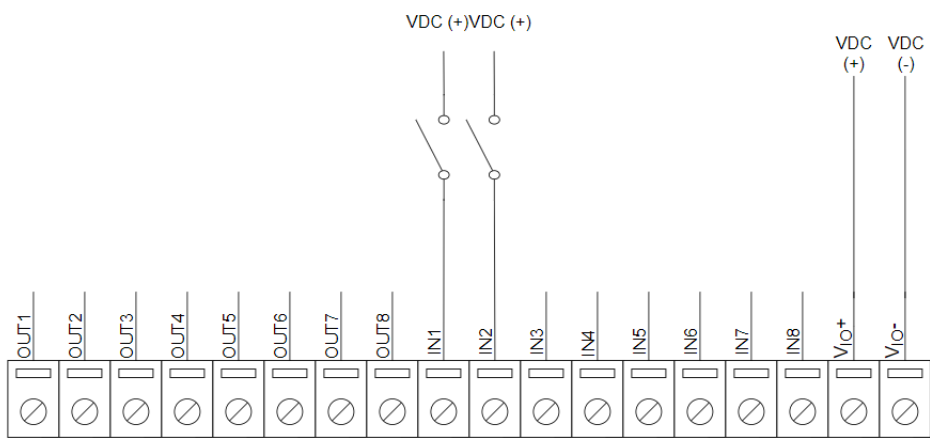 VDC (+) VDC (+)
VDC (+)
VDC (-)
OUT1
OUT2
OUT3
OUT4
OUT5
OUT6
OUT7
OUT8
IN1
IN2
IN3
IN4
IN5
IN6
IN7
IN8
VIO+
VIO-